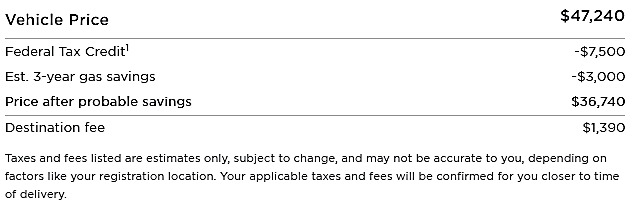 Vehicle Price $47,240
Federal Tax Credit¹ -$7,500
Est. 3-year gas savings -$3,000
Price after probable savings $36,740
Destination fee $1,390
Taxes and fees listed are estimates only, subject to change, and may not be accurate to you, depending on
factors like your registration location. Your applicable taxes and fees will be confirmed for you closer to time
of delivery.